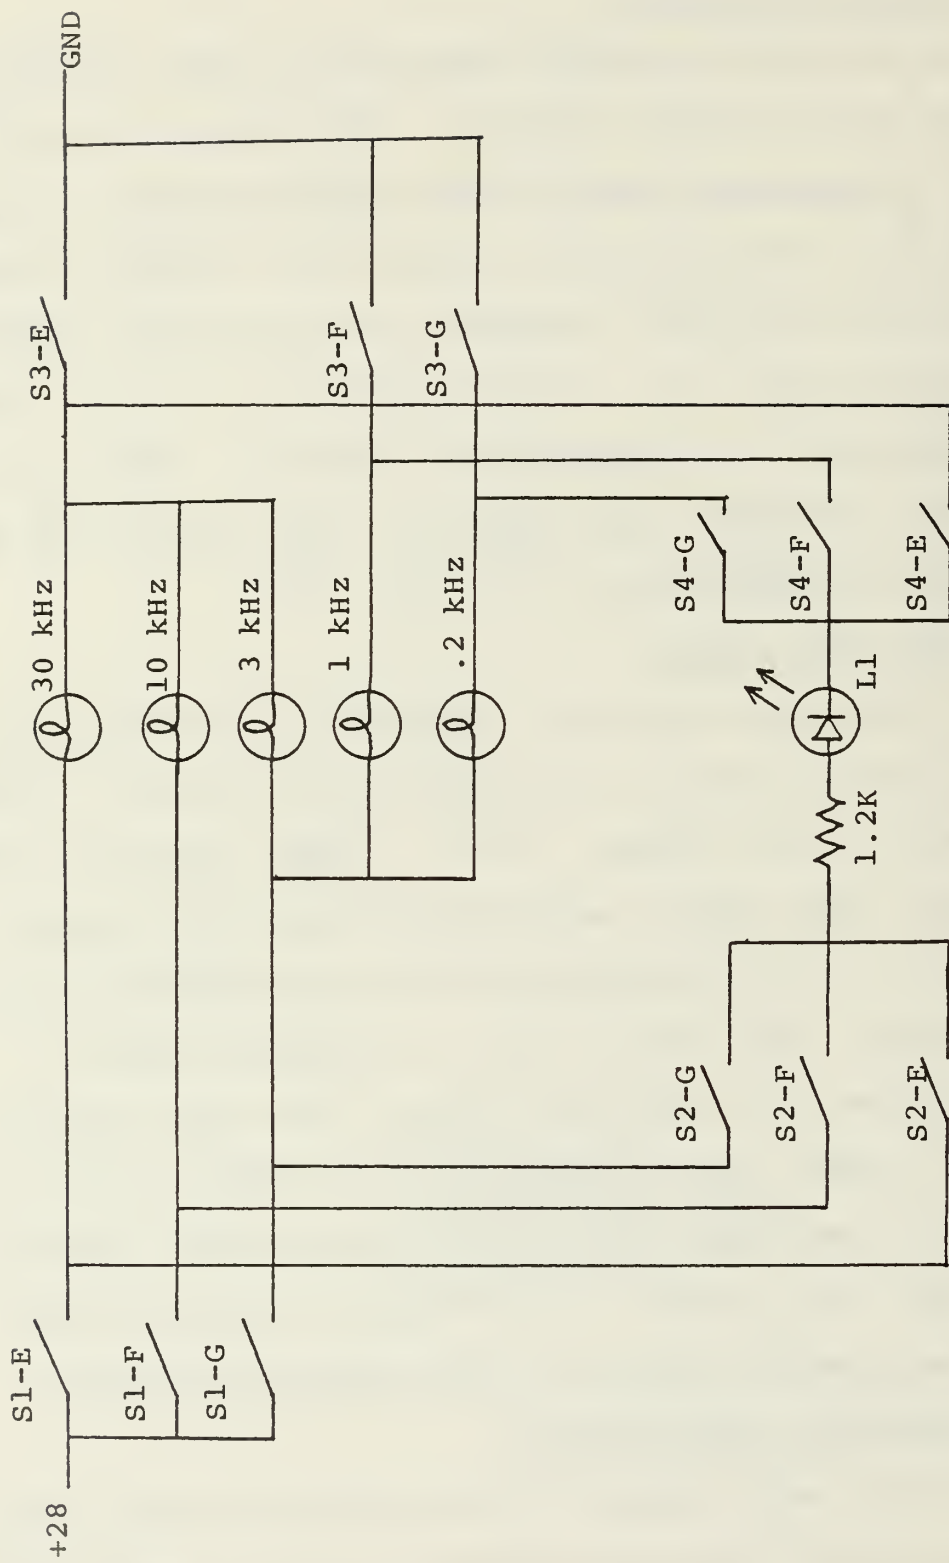 +28
S1-E
S1-F
S1-G
30 kHz
10 kHz
3 kHz
1 kHz
.2 kHz
S3-E
S3-F
S3-G
GND
S2-G
S2-F
S2-E
1.2K
L1
S4-G
S4-F
S4-E